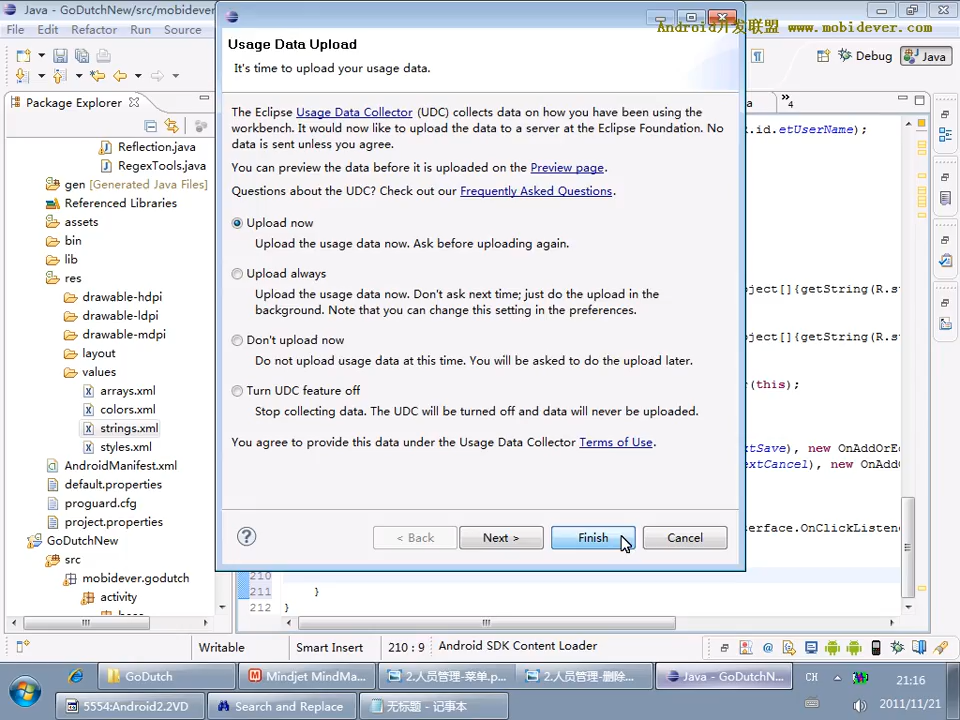 Java - GoDutchNew/src/mobidever
Android开发联盟 www.mobidever.com
File Edit Refactor Run Source
Debug
Java
Package Explorer
4
Reflection.java
RegexTools.java
gen [Generated Java Files]
Referenced Libraries
assets
bin
lib
res
drawable-hdpi
drawable-ldpi
drawable-mdpi
layout
values
arrays.xml
colors.xml
strings.xml
styles.xml
AndroidManifest.xml
default.properties
proguard.cfg
project.properties
GoDutchNew
src
mobidever.godutch
activity
Usage Data Upload
It's time to upload your usage data.
The Eclipse Usage Data Collector (UDC) collects data on how you have been using the
workbench. It would now like to upload the data to a server at the Eclipse Foundation. No
data is sent unless you agree.
You can preview the data before it is uploaded on the Preview page.
Questions about the UDC? Check out our Frequently Asked Questions.
Upload now
Upload the usage data now. Ask before uploading again.
Upload always
Upload the usage data now. Don't ask next time; just do the upload in the
background. Note that you can change this setting in the preferences.
Don't upload now
Do not upload usage data at this time. You will be asked to do the upload later.
Turn UDC feature off
Stop collecting data. The UDC will be turned off and data will never be uploaded.
You agree to provide this data under the Usage Data Collector Terms of Use.
< Back Next > Finish Cancel
.id.etUserName);
ject[]{getString(R.s
ject[]{getString(R.s
(this);
tSave), new OnAddOrE
xtCancel), new OnAdd
erface.OnClickListene
210
211 }
212 }
Writable Smart Insert 210 : 9 Android SDK Content Loader
GoDutch
Mindjet MindMa...
2.人员管理-菜单.p...
2.人员管理-删除...
Java - GoDutchN...
CH
21:16
5554:Android2.2VD
Search and Replace
无标题 - 记事本
2011/11/21